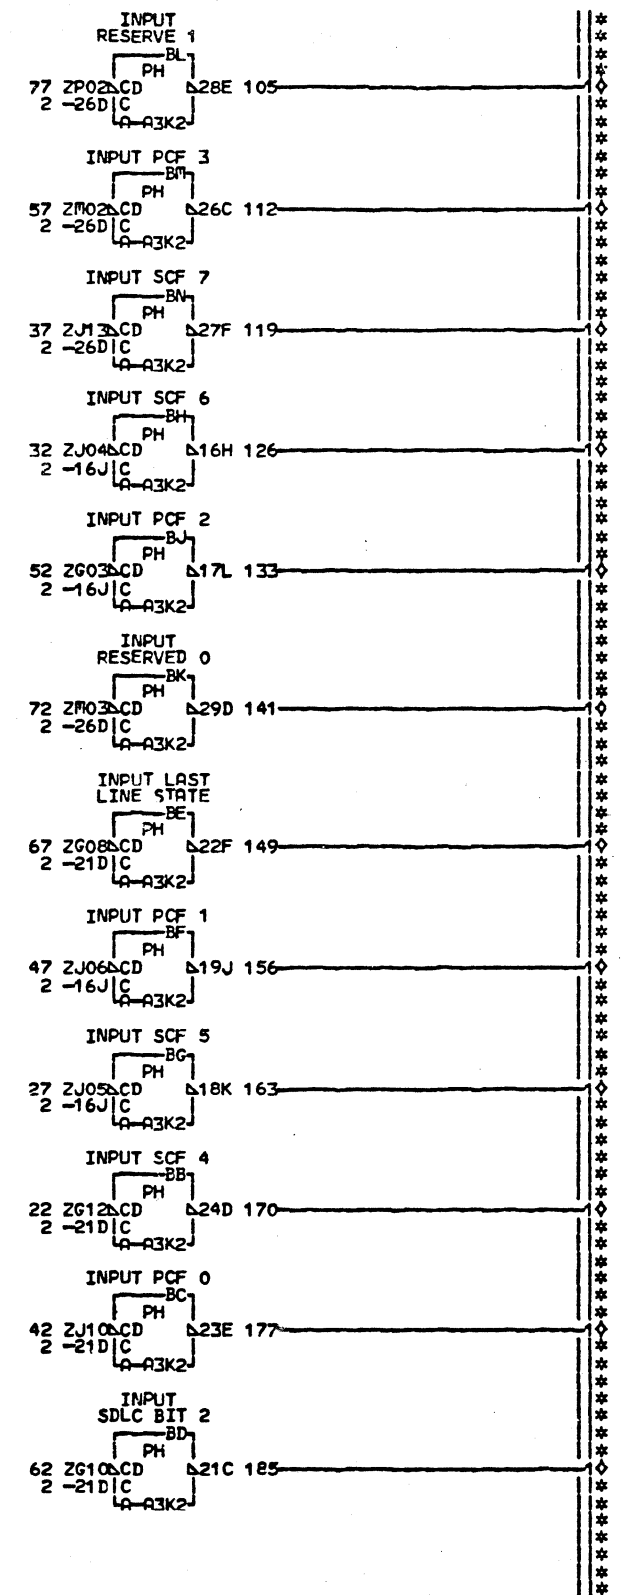 INPUT
RESERVE 1
BL
PH
77 ZP02 CD 28E 105
2 -26D C
A A3K2
INPUT PCF 3
BM
PH
57 ZM02 CD 26C 112
2 -26D C
A A3K2
INPUT SCF 7
BN
PH
37 ZJ13 CD 27F 119
2 -26D C
A A3K2
INPUT SCF 6
BH
PH
32 ZJ04 CD 16H 126
2 -16J C
A A3K2
INPUT PCF 2
BJ
PH
52 ZG03 CD 17L 133
2 -16J C
A A3K2
INPUT
RESERVED 0
BK
PH
72 ZM03 CD 29D 141
2 -26D C
A A3K2
INPUT LAST
LINE STATE
BE
PH
67 ZG08 CD 22F 149
2 -21D C
A A3K2
INPUT PCF 1
BF
PH
47 ZJ06 CD 19J 156
2 -16J C
A A3K2
INPUT SCF 5
BG
PH
27 ZJ05 CD 18K 163
2 -16J C
A A3K2
INPUT SCF 4
BB
PH
22 ZG12 CD 24D 170
2 -21D C
A A3K2
INPUT PCF 0
BC
PH
42 ZJ10 CD 23E 177
2 -21D C
A A3K2
INPUT
SDLC BIT 2
BD
PH
62 ZG10 CD 21C 185
2 -21D C
A A3K2